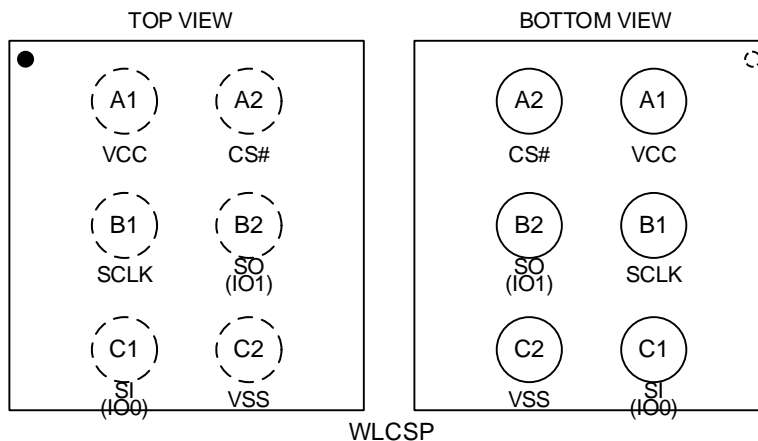 TOP VIEW
BOTTOM VIEW
A1 A2
VCC CS#
B1 B2
SCLK SO
(IO1)
C1 C2
SI VSS
(IO0)
A2 A1
CS# VCC
B2 B1
SO SCLK
(IO1)
C2 C1
VSS SI
(IO0)
WLCSP